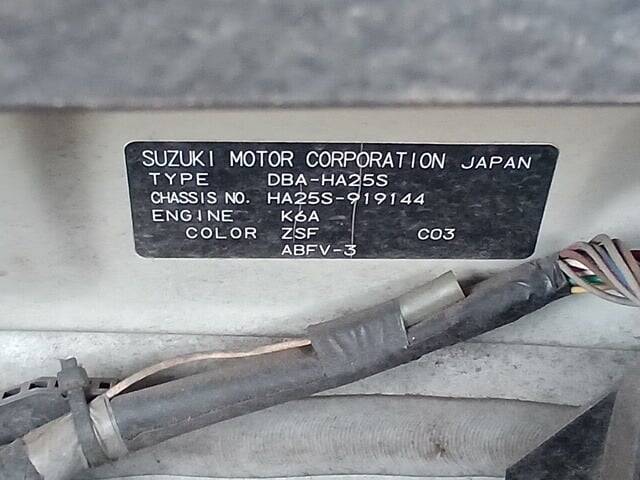 SUZUKI MOTOR CORPORATION JAPAN
TYPE DBA-HA25S
CHASSIS NO. HA25S-919144
ENGINE K6A
COLOR ZSF C03
ABFV-3